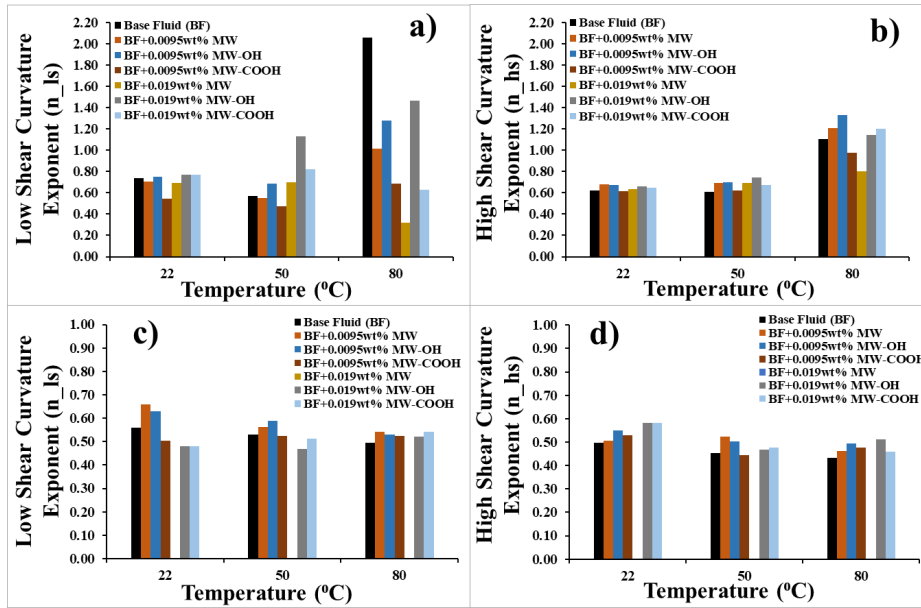 a)
Low Shear Curvature
Exponent (n_ls)
2.20
2.00
1.80
1.60
1.40
1.20
1.00
0.80
0.60
0.40
0.20
0.00
Base Fluid (BF)
BF+0.0095wt% MW
BF+0.0095wt% MW-OH
BF+0.0095wt% MW-COOH
BF+0.019wt% MW
BF+0.019wt% MW-OH
BF+0.019wt% MW-COOH
22 50 80
Temperature (⁰C)
b)
High Shear Curvature
Exponent (n_hs)
2.20
2.00
1.80
1.60
1.40
1.20
1.00
0.80
0.60
0.40
0.20
0.00
Base Fluid (BF)
BF+0.0095wt% MW
BF+0.0095wt% MW-OH
BF+0.0095wt% MW-COOH
BF+0.019wt% MW
BF+0.019wt% MW-OH
BF+0.019wt% MW-COOH
22 50 80
Temperature (⁰C)
c)
Low Shear Curvature
Exponent (n_ls)
1.00
0.90
0.80
0.70
0.60
0.50
0.40
0.30
0.20
0.10
0.00
Base Fluid (BF)
BF+0.0095wt% MW
BF+0.0095wt% MW-OH
BF+0.0095wt% MW-COOH
BF+0.019wt% MW
BF+0.019wt% MW-OH
BF+0.019wt% MW-COOH
22 50 80
Temperature (⁰C)
d)
High Shear Curvature
Exponent (n_hs)
1.00
0.90
0.80
0.70
0.60
0.50
0.40
0.30
0.20
0.10
0.00
Base Fluid (BF)
BF+0.0095wt% MW
BF+0.0095wt% MW-OH
BF+0.0095wt% MW-COOH
BF+0.019wt% MW
BF+0.019wt% MW-OH
BF+0.019wt% MW-COOH
22 50 80
Temperature (⁰C)